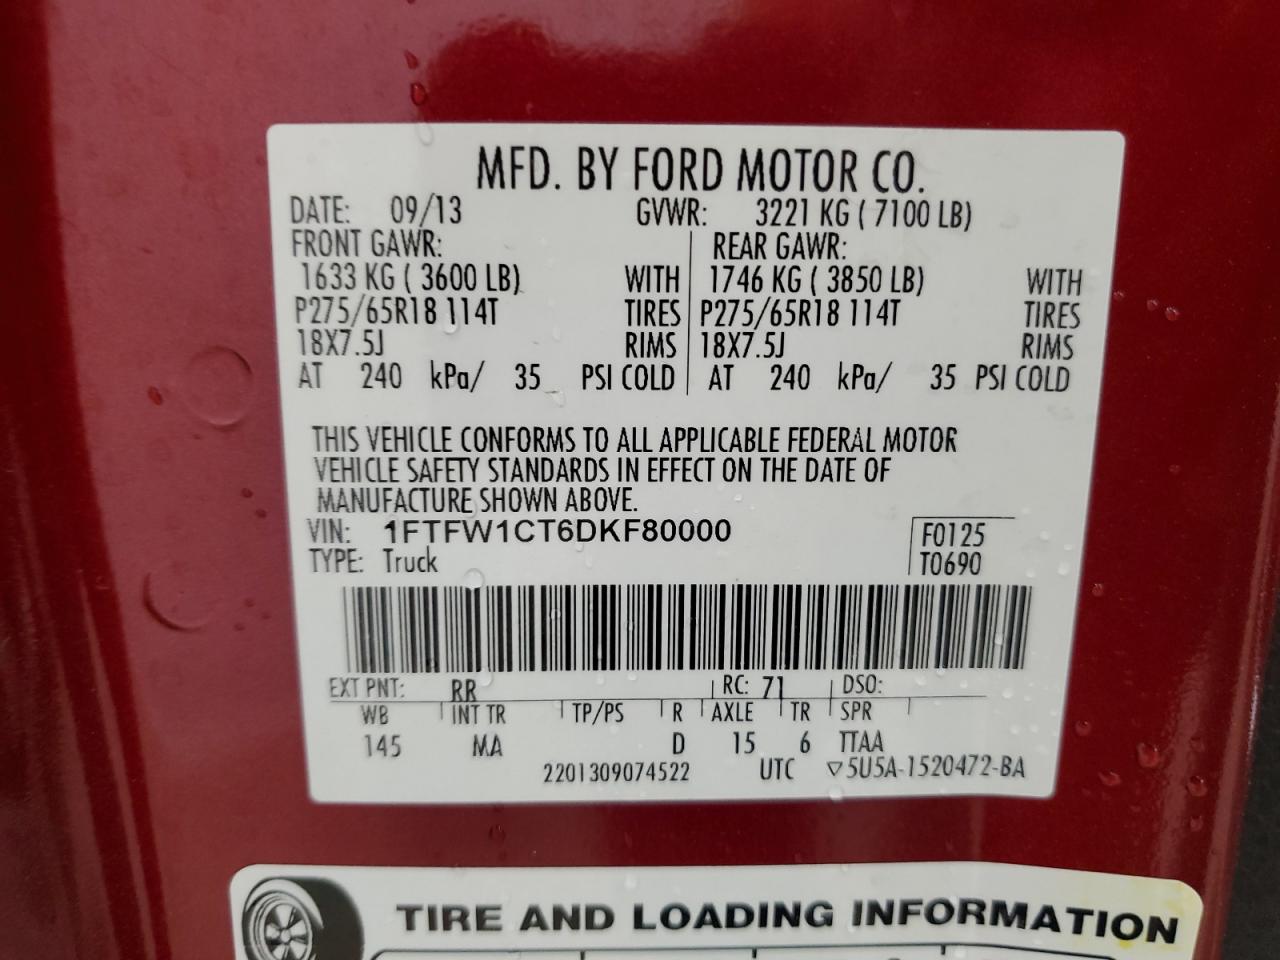 MFD. BY FORD MOTOR CO.
DATE: 09/13 GVWR: 3221 KG ( 7100 LB)
FRONT GAWR: REAR GAWR:
1633 KG ( 3600 LB) WITH 1746 KG ( 3850 LB) WITH
P275/65R18 114T TIRES P275/65R18 114T TIRES
18X7.5J RIMS 18X7.5J RIMS
AT 240 kPa/ 35 PSI COLD AT 240 kPa/ 35 PSI COLD
THIS VEHICLE CONFORMS TO ALL APPLICABLE FEDERAL MOTOR
VEHICLE SAFETY STANDARDS IN EFFECT ON THE DATE OF
MANUFACTURE SHOWN ABOVE.
VIN: 1FTFW1CT6DKF80000 F0125
TYPE: Truck T0690
EXT PNT: RR RC: 71 DSO:
WB INT TR TP/PS R AXLE TR SPR
145 MA D 15 6 TTAA
2201309074522 UTC ▽5U5A-1520472-BA
TIRE AND LOADING INFORMATION